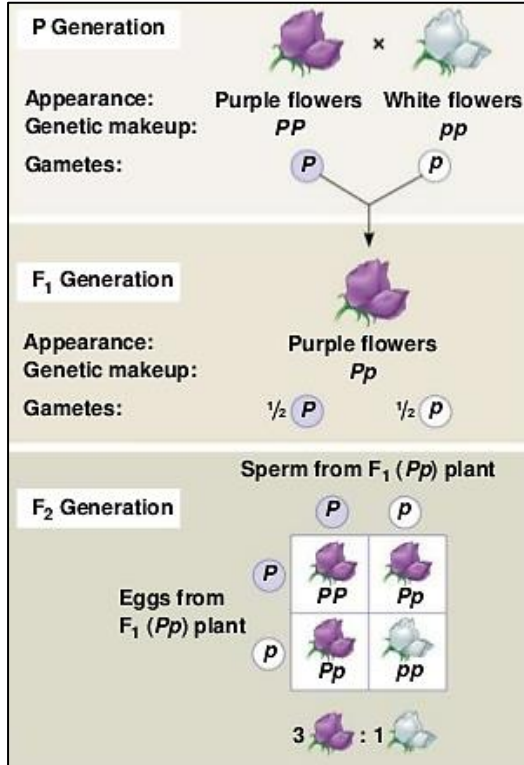 P Generation
×
Appearance: Purple flowers White flowers
Genetic makeup: PP pp
Gametes: P p
F₁ Generation
Appearance: Purple flowers
Genetic makeup: Pp
Gametes: ½ P ½ p
Sperm from F₁ (Pp) plant
F₂ Generation
P p
P
PP Pp
Eggs from
F₁ (Pp) plant
p
Pp pp
3 : 1